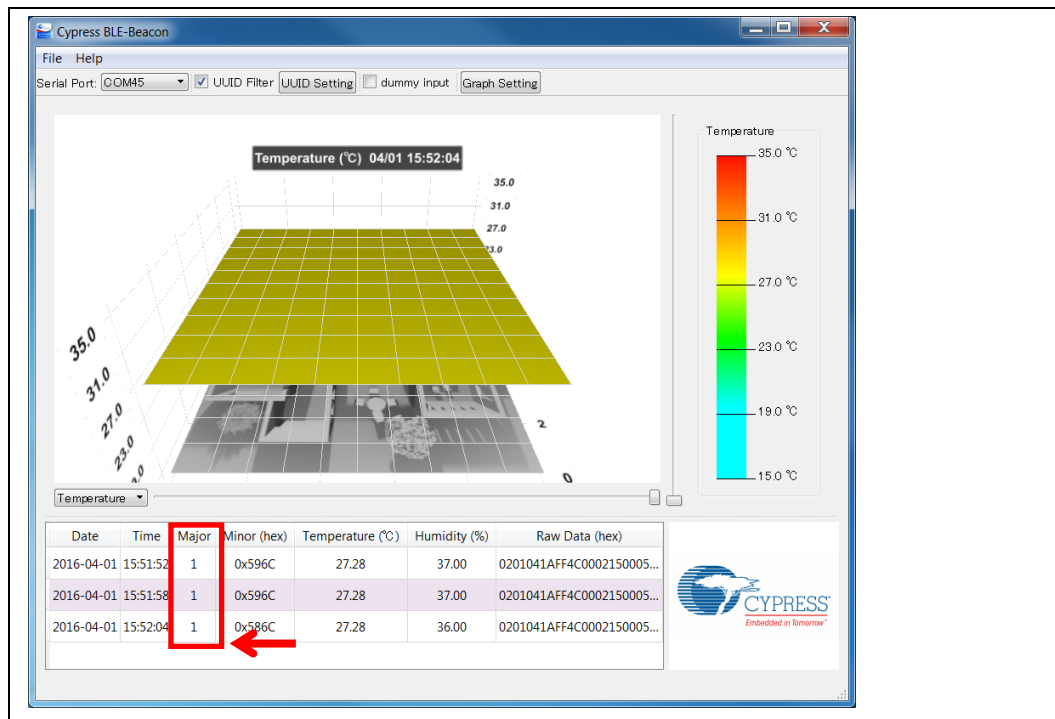 Cypress BLE-Beacon
File Help
Serial Port: COM45 UUID Filter UUID Setting dummy input Graph Setting
Temperature (℃) 04/01 15:52:04
35.0
31.0
27.0
23.0
35.0
31.0
27.0
23.0
2
0
Temperature
35.0 ℃
31.0 ℃
27.0 ℃
23.0 ℃
19.0 ℃
15.0 ℃
Temperature
Date Time Major Minor (hex) Temperature (℃) Humidity (%) Raw Data (hex)
2016-04-01 15:51:52 1 0x596C 27.28 37.00 0201041AFF4C0002150005...
2016-04-01 15:51:58 1 0x596C 27.28 37.00 0201041AFF4C0002150005...
2016-04-01 15:52:04 1 0x586C 27.28 36.00 0201041AFF4C0002150005...
CYPRESS
Embedded in Tomorrow™